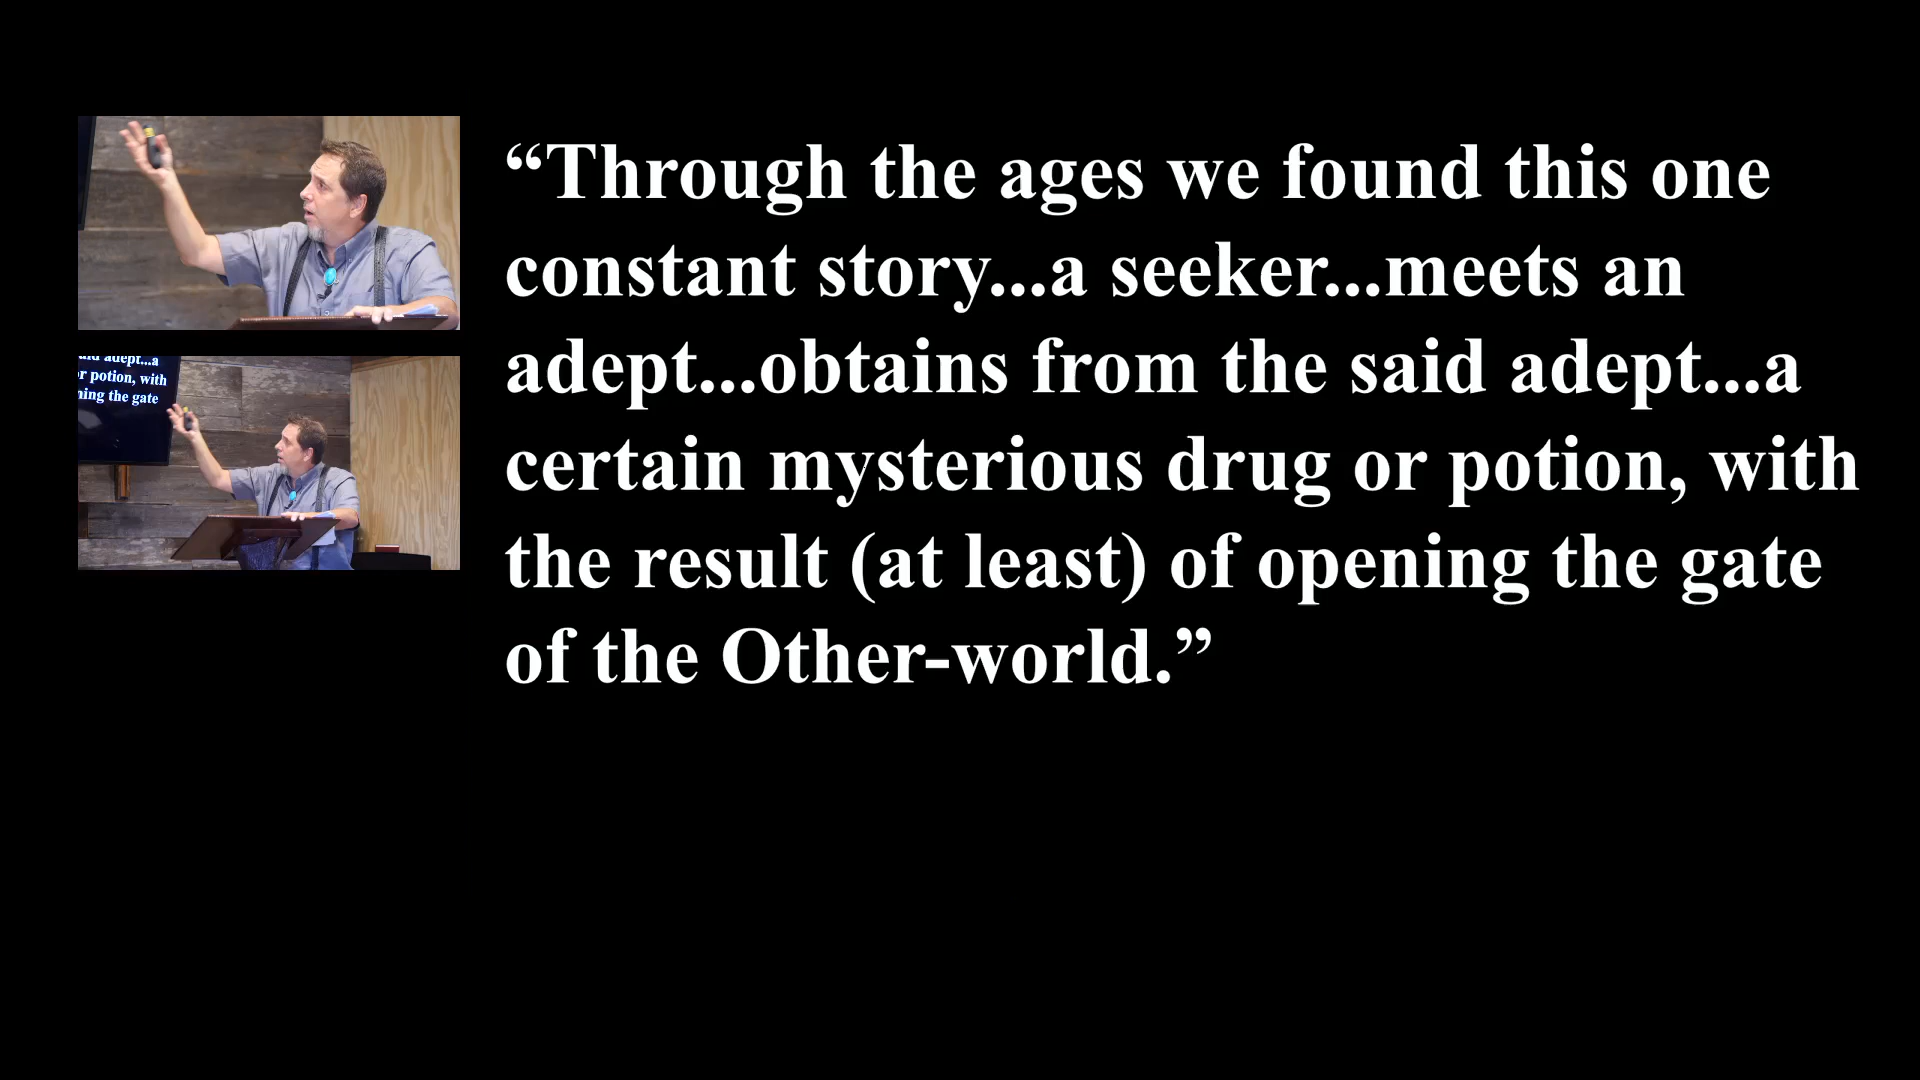 “Through the ages we found this one
constant story...a seeker...meets an
adept...obtains from the said adept...a
certain mysterious drug or potion, with
the result (at least) of opening the gate
of the Other-world.”
adept...a
r potion, with
ning the gate